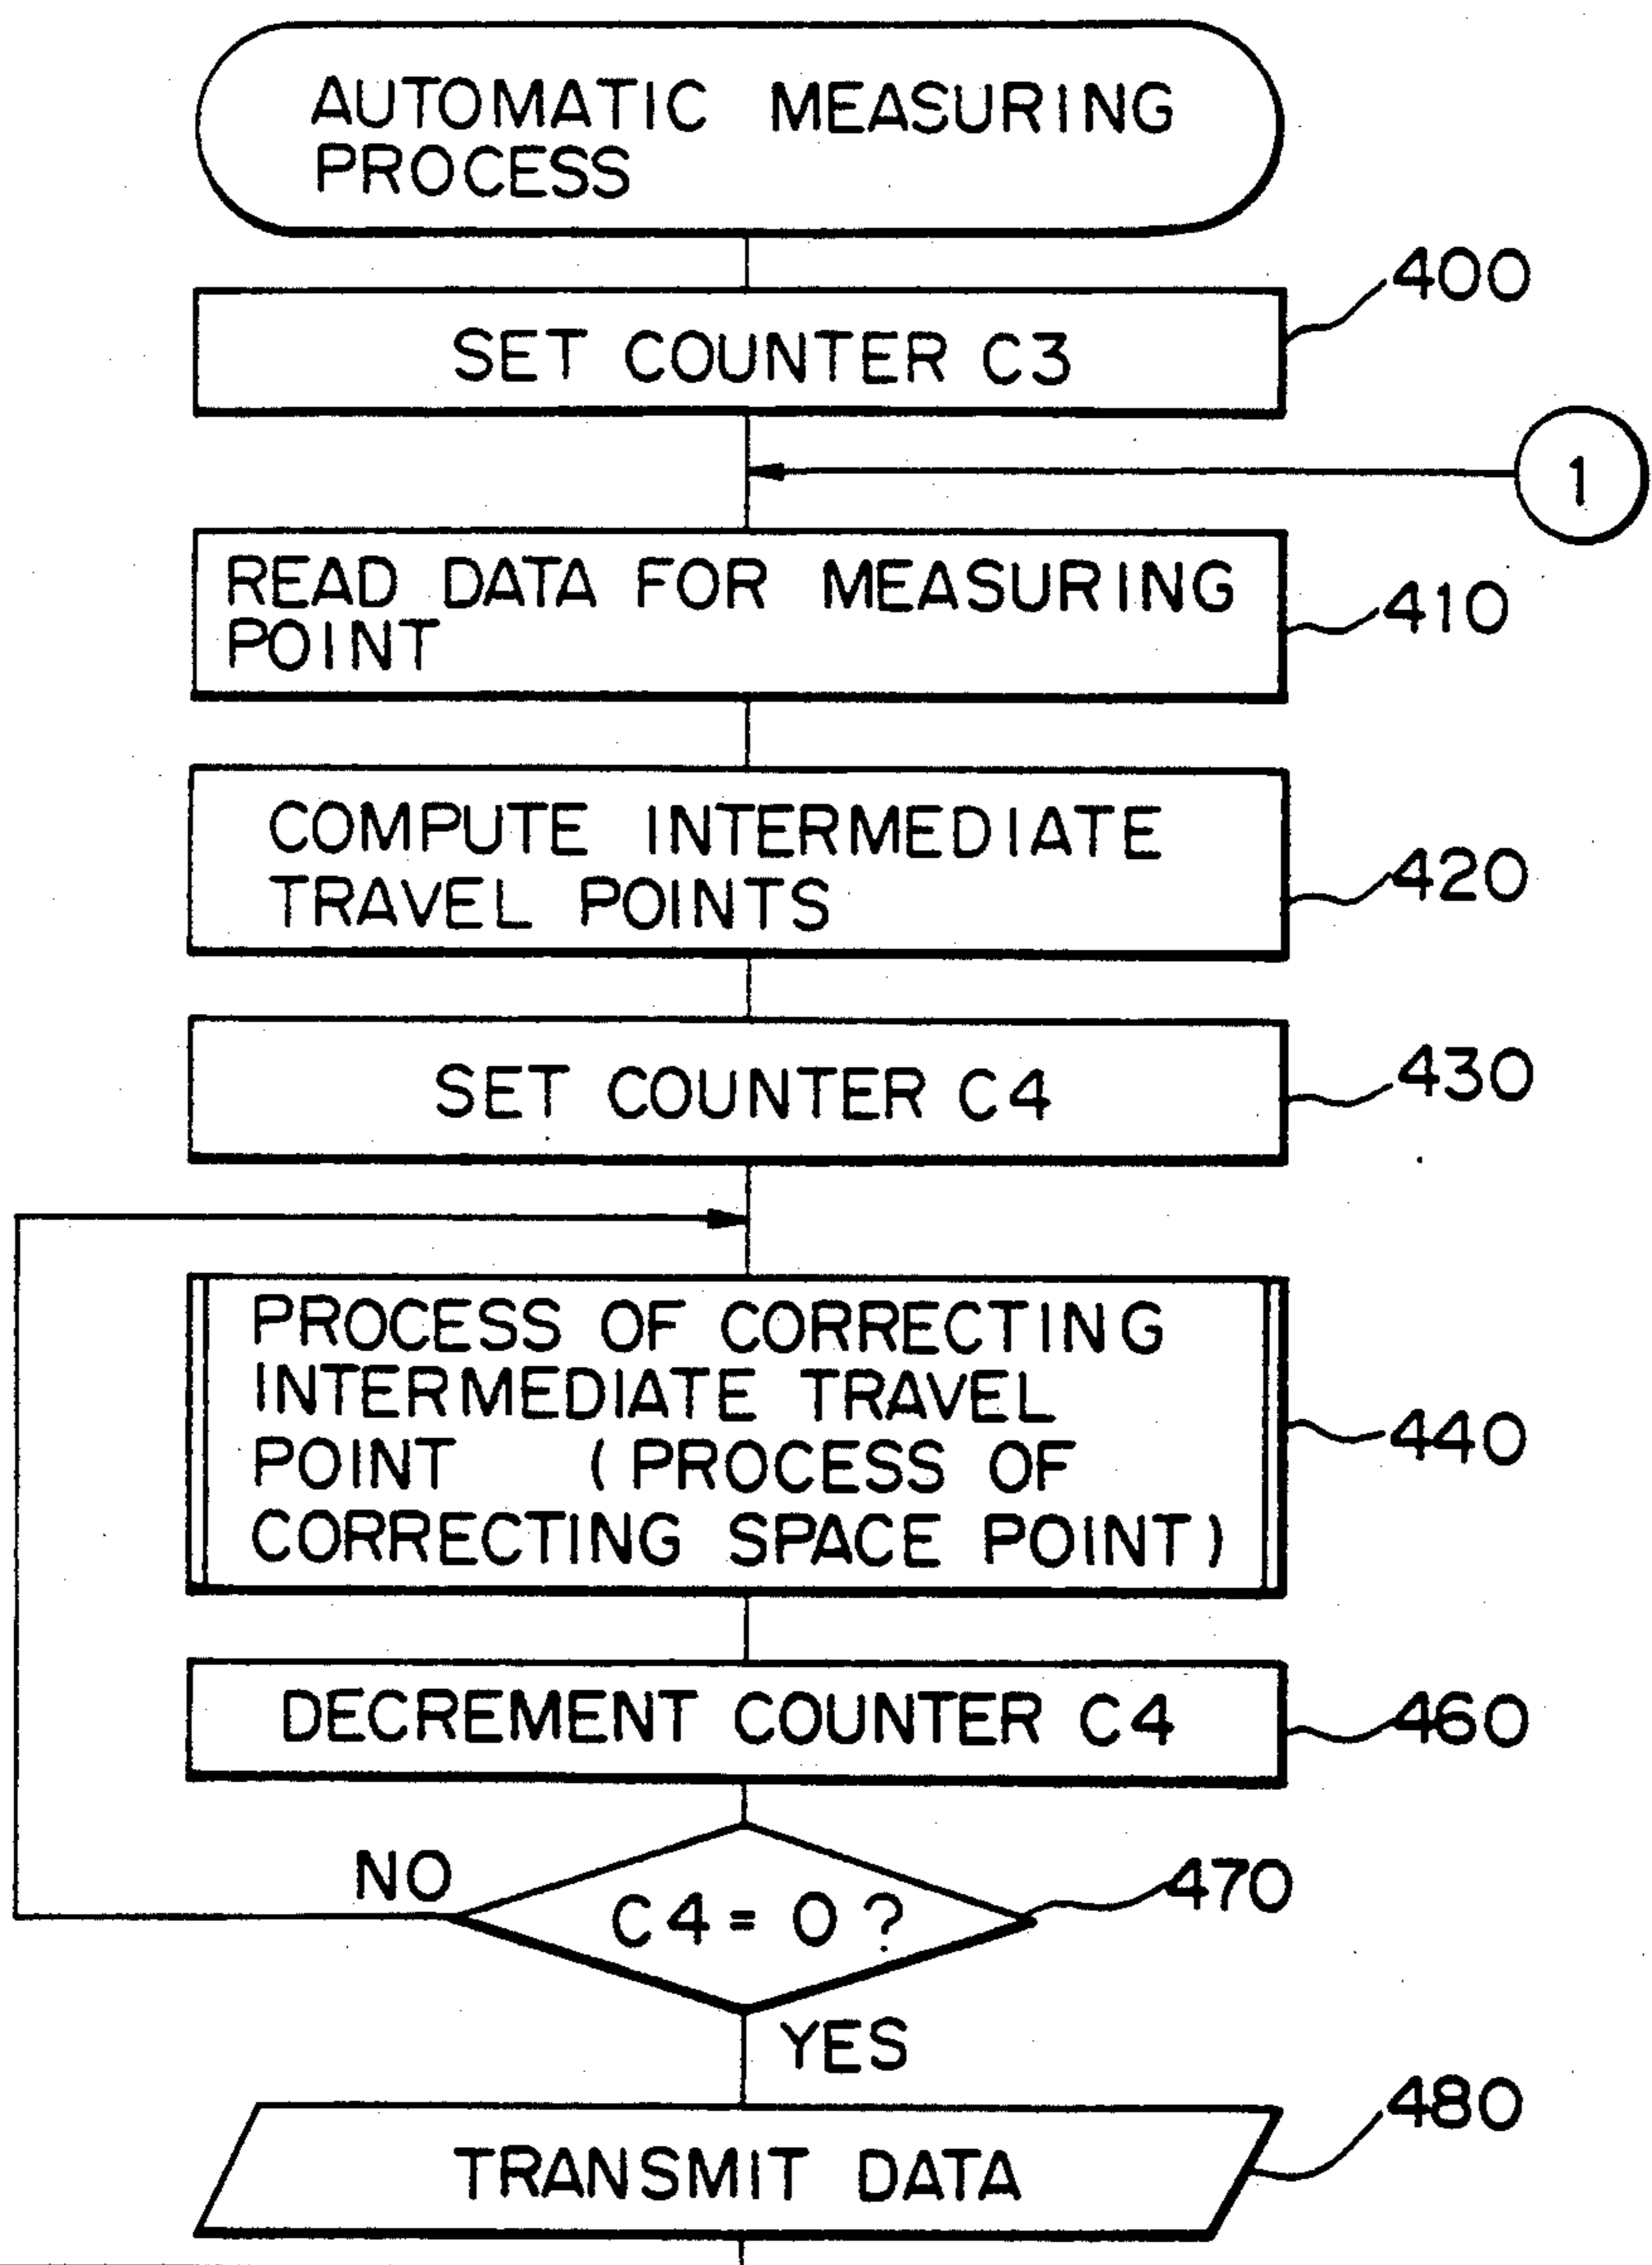 AUTOMATIC MEASURING
PROCESS
400
SET COUNTER C3
1
READ DATA FOR MEASURING
POINT
410
COMPUTE INTERMEDIATE
TRAVEL POINTS
420
SET COUNTER C4
430
PROCESS OF CORRECTING
INTERMEDIATE TRAVEL
POINT (PROCESS OF
CORRECTING SPACE POINT)
440
DECREMENT COUNTER C4
460
NO
C4=0?
470
YES
480
TRANSMIT DATA